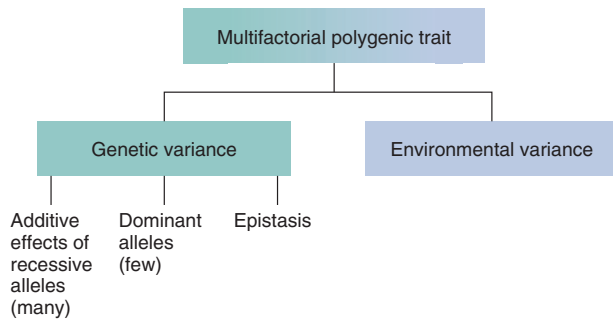 Multifactorial polygenic trait
Genetic variance
Environmental variance
Additive
effects of
recessive
alleles
(many)
Dominant
alleles
(few)
Epistasis